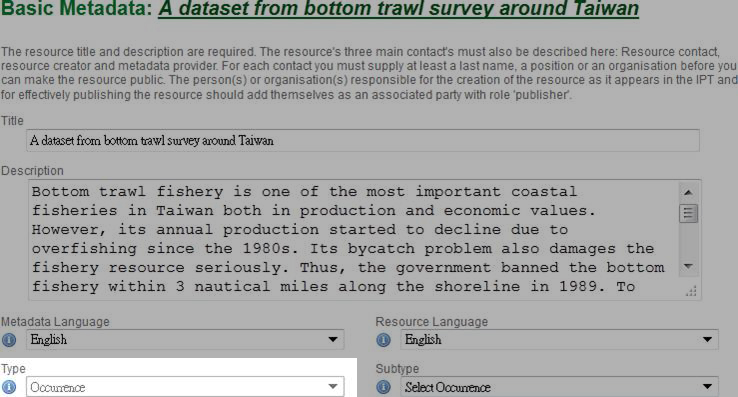 Basic Metadata: A dataset from bottom trawl survey around Taiwan
The resource title and description are required. The resource's three main contact's must also be described here: Resource contact,
resource creator and metadata provider. For each contact you must supply at least a last name, a position or an organisation before you
can make the resource public. The person(s) or organisation(s) responsible for the creation of the resource as it appears in the IPT and
for effectively publishing the resource should add themselves as an associated party with role 'publisher'.
Title
A dataset from bottom trawl survey around Taiwan
Description
Bottom trawl fishery is one of the most important coastal
fisheries in Taiwan both in production and economic values.
However, its annual production started to decline due to
overfishing since the 1980s. Its bycatch problem also damages the
fishery resource seriously. Thus, the government banned the bottom
fishery within 3 nautical miles along the shoreline in 1989. To
Metadata Language
English
Resource Language
English
Type
Occurrence
Subtype
Select Occurrence